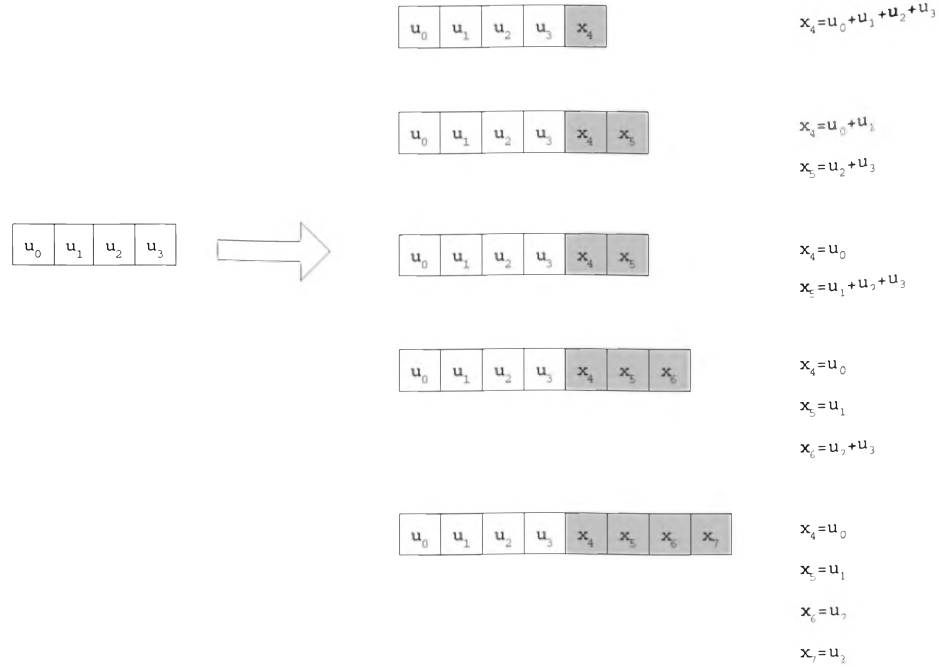 u₀ u₁ u₂ u₃ x₄
x₄=u₀+u₁+u₂+u₃
u₀ u₁ u₂ u₃ x₄ x₅
x₄=u₀+u₁
x₅=u₂+u₃
u₀ u₁ u₂ u₃
u₀ u₁ u₂ u₃ x₄ x₅
x₄=u₀
x₅=u₁+u₂+u₃
u₀ u₁ u₂ u₃ x₄ x₅ x₆
x₄=u₀
x₅=u₁
x₆=u₂+u₃
u₀ u₁ u₂ u₃ x₄ x₅ x₆ x₇
x₄=u₀
x₅=u₁
x₆=u₂
x₇=u₃